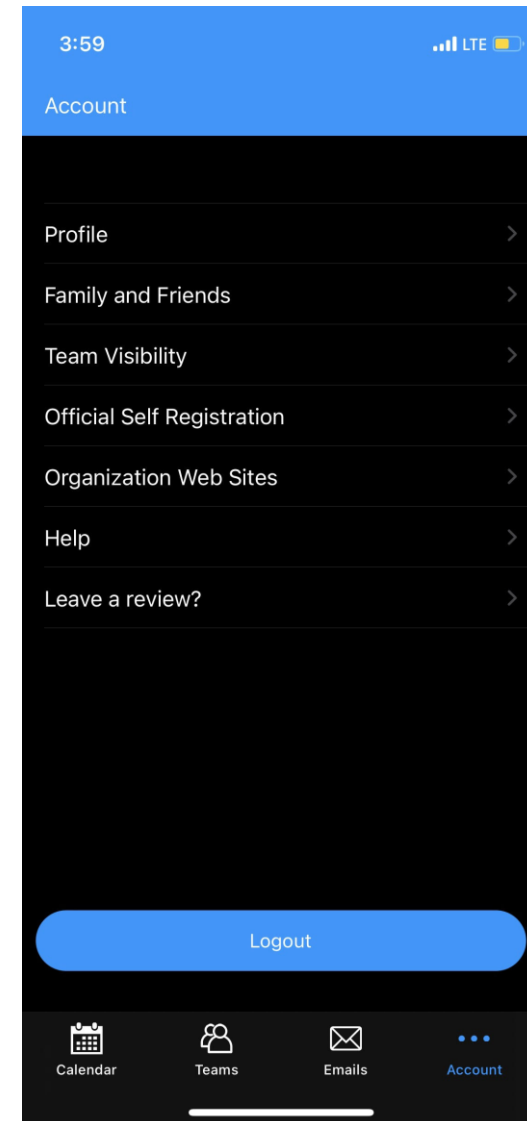 3:59 LTE
Account
Profile
Family and Friends
Team Visibility
Official Self Registration
Organization Web Sites
Help
Leave a review?
Logout
Calendar Teams Emails Account